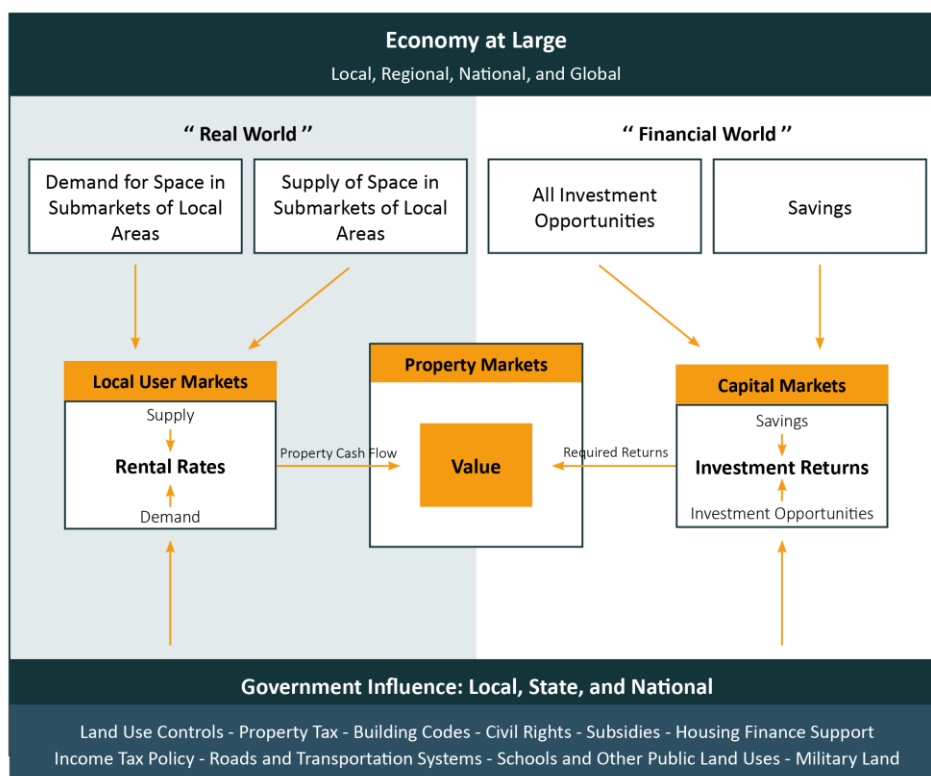 Economy at Large
Local, Regional, National, and Global
“ Real World ”
“ Financial World ”
Demand for Space in
Submarkets of Local
Areas
Supply of Space in
Submarkets of Local
Areas
All Investment
Opportunities
Savings
Local User Markets
Supply
Rental Rates
Demand
Property Cash Flow
Property Markets
Value
Required Returns
Capital Markets
Savings
Investment Returns
Investment Opportunities
Government Influence: Local, State, and National
Land Use Controls - Property Tax - Building Codes - Civil Rights - Subsidies - Housing Finance Support
Income Tax Policy - Roads and Transportation Systems - Schools and Other Public Land Uses - Military Land